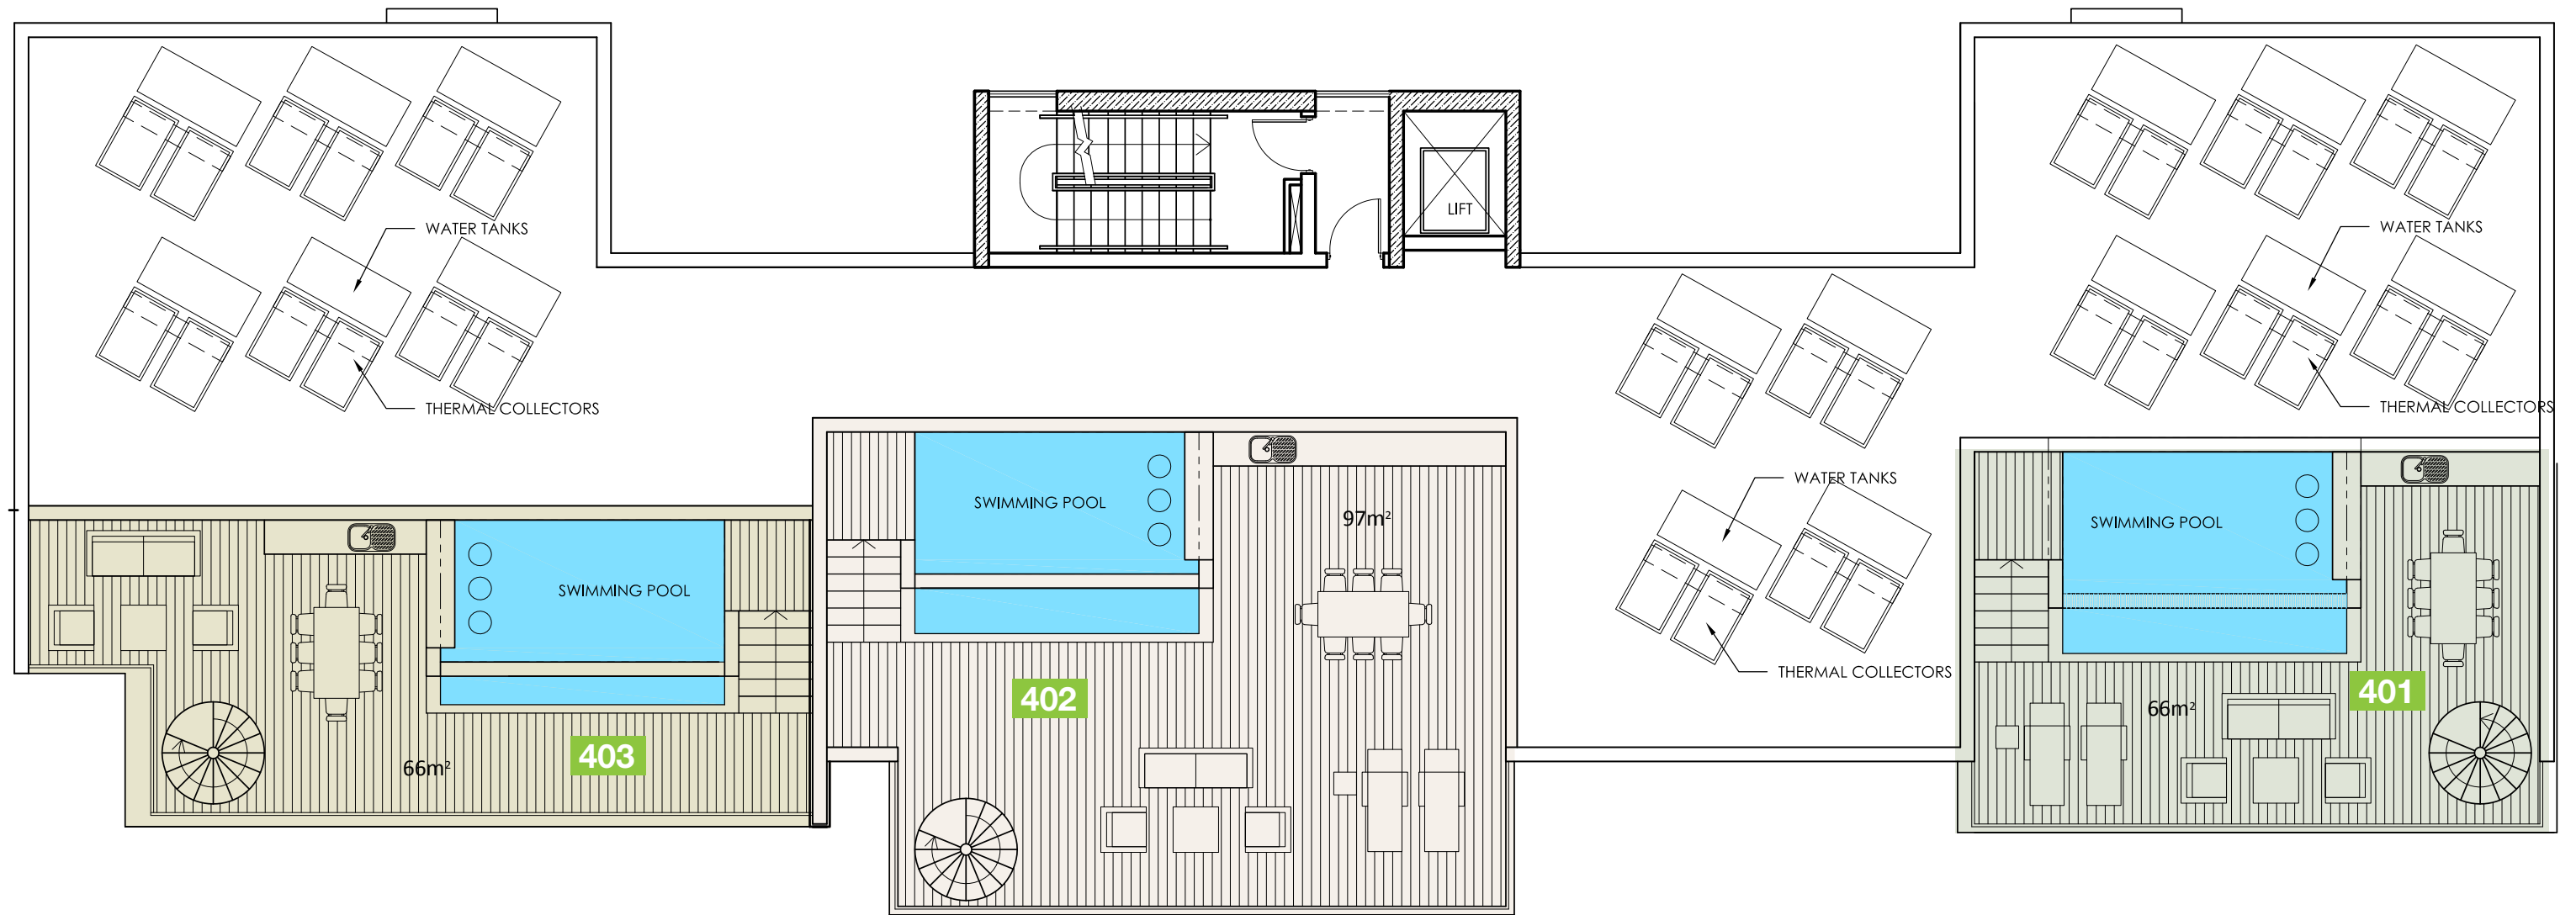 LIFT
WATER TANKS
WATER TANKS
THERMAL COLLECTORS
THERMAL COLLECTORS
WATER TANKS
SWIMMING POOL
97m²
SWIMMING POOL
SWIMMING POOL
THERMAL COLLECTORS
402
401
66m²
403
66m²